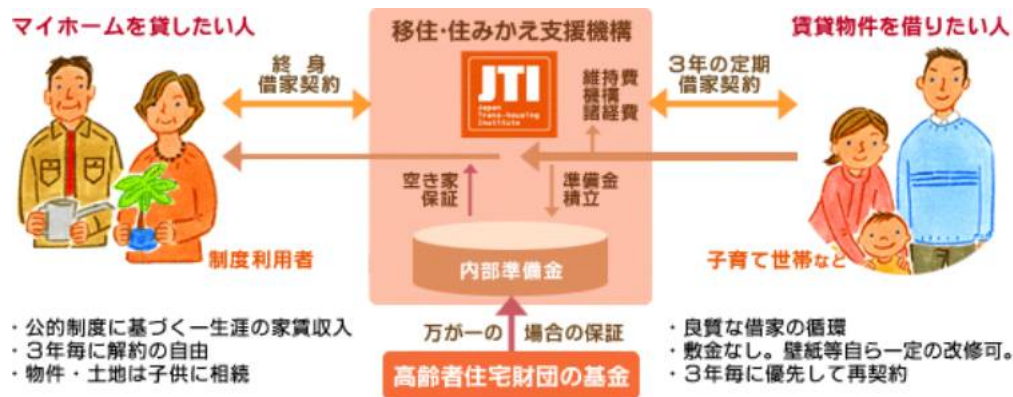 マイホームを貸したい人
移住・住みかえ支援機構
賃貸物件を借りたい人
終身
借家契約
JTI
Japan
Trans-housing
Institute
維持費
機構
諸経費
3年の定期
借家契約
空き家
保証
準備金
積立
内部準備金
制度利用者
子育て世帯など
・公的制度に基づく一生涯の家賃収入
・3年毎に解約の自由
・物件・土地は子供に相続
万が一の 場合の保証
高齢者住宅財団の基金
・良質な借家の循環
・敷金なし。壁紙等自ら一定の改修可。
・3年毎に優先して再契約